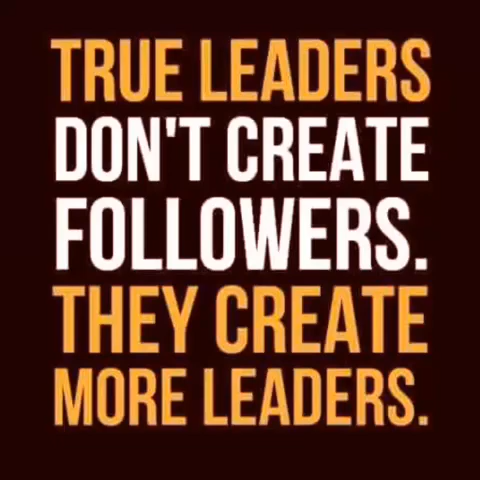 TRUE LEADERS
DON'T CREATE
FOLLOWERS.
THEY CREATE
MORE LEADERS.